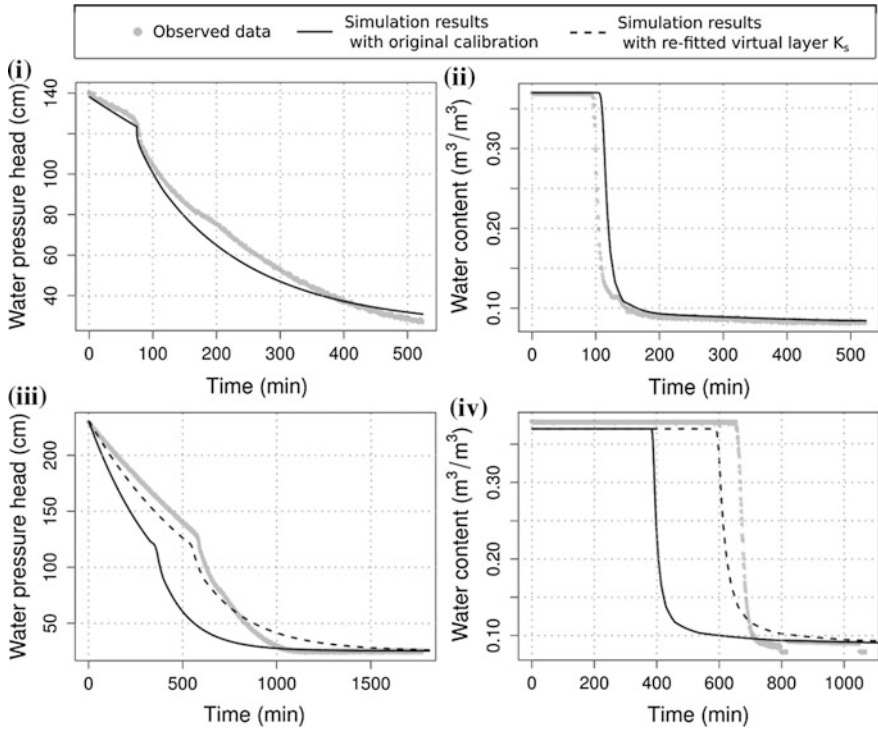 Observed data
Simulation results
with original calibration
Simulation results
with re-fitted virtual layer Kₛ
(i)
Water pressure head (cm)
140
100
80
60
40
0 100 200 300 400 500
Time (min)
(ii)
Water content (m³/m³)
0.30
0.20
0.10
0 100 200 300 400 500
Time (min)
(iii)
Water pressure head (cm)
200
150
100
50
0 500 1000 1500
Time (min)
(iv)
Water content (m³/m³)
0.30
0.20
0.10
0 200 400 600 800 1000
Time (min)